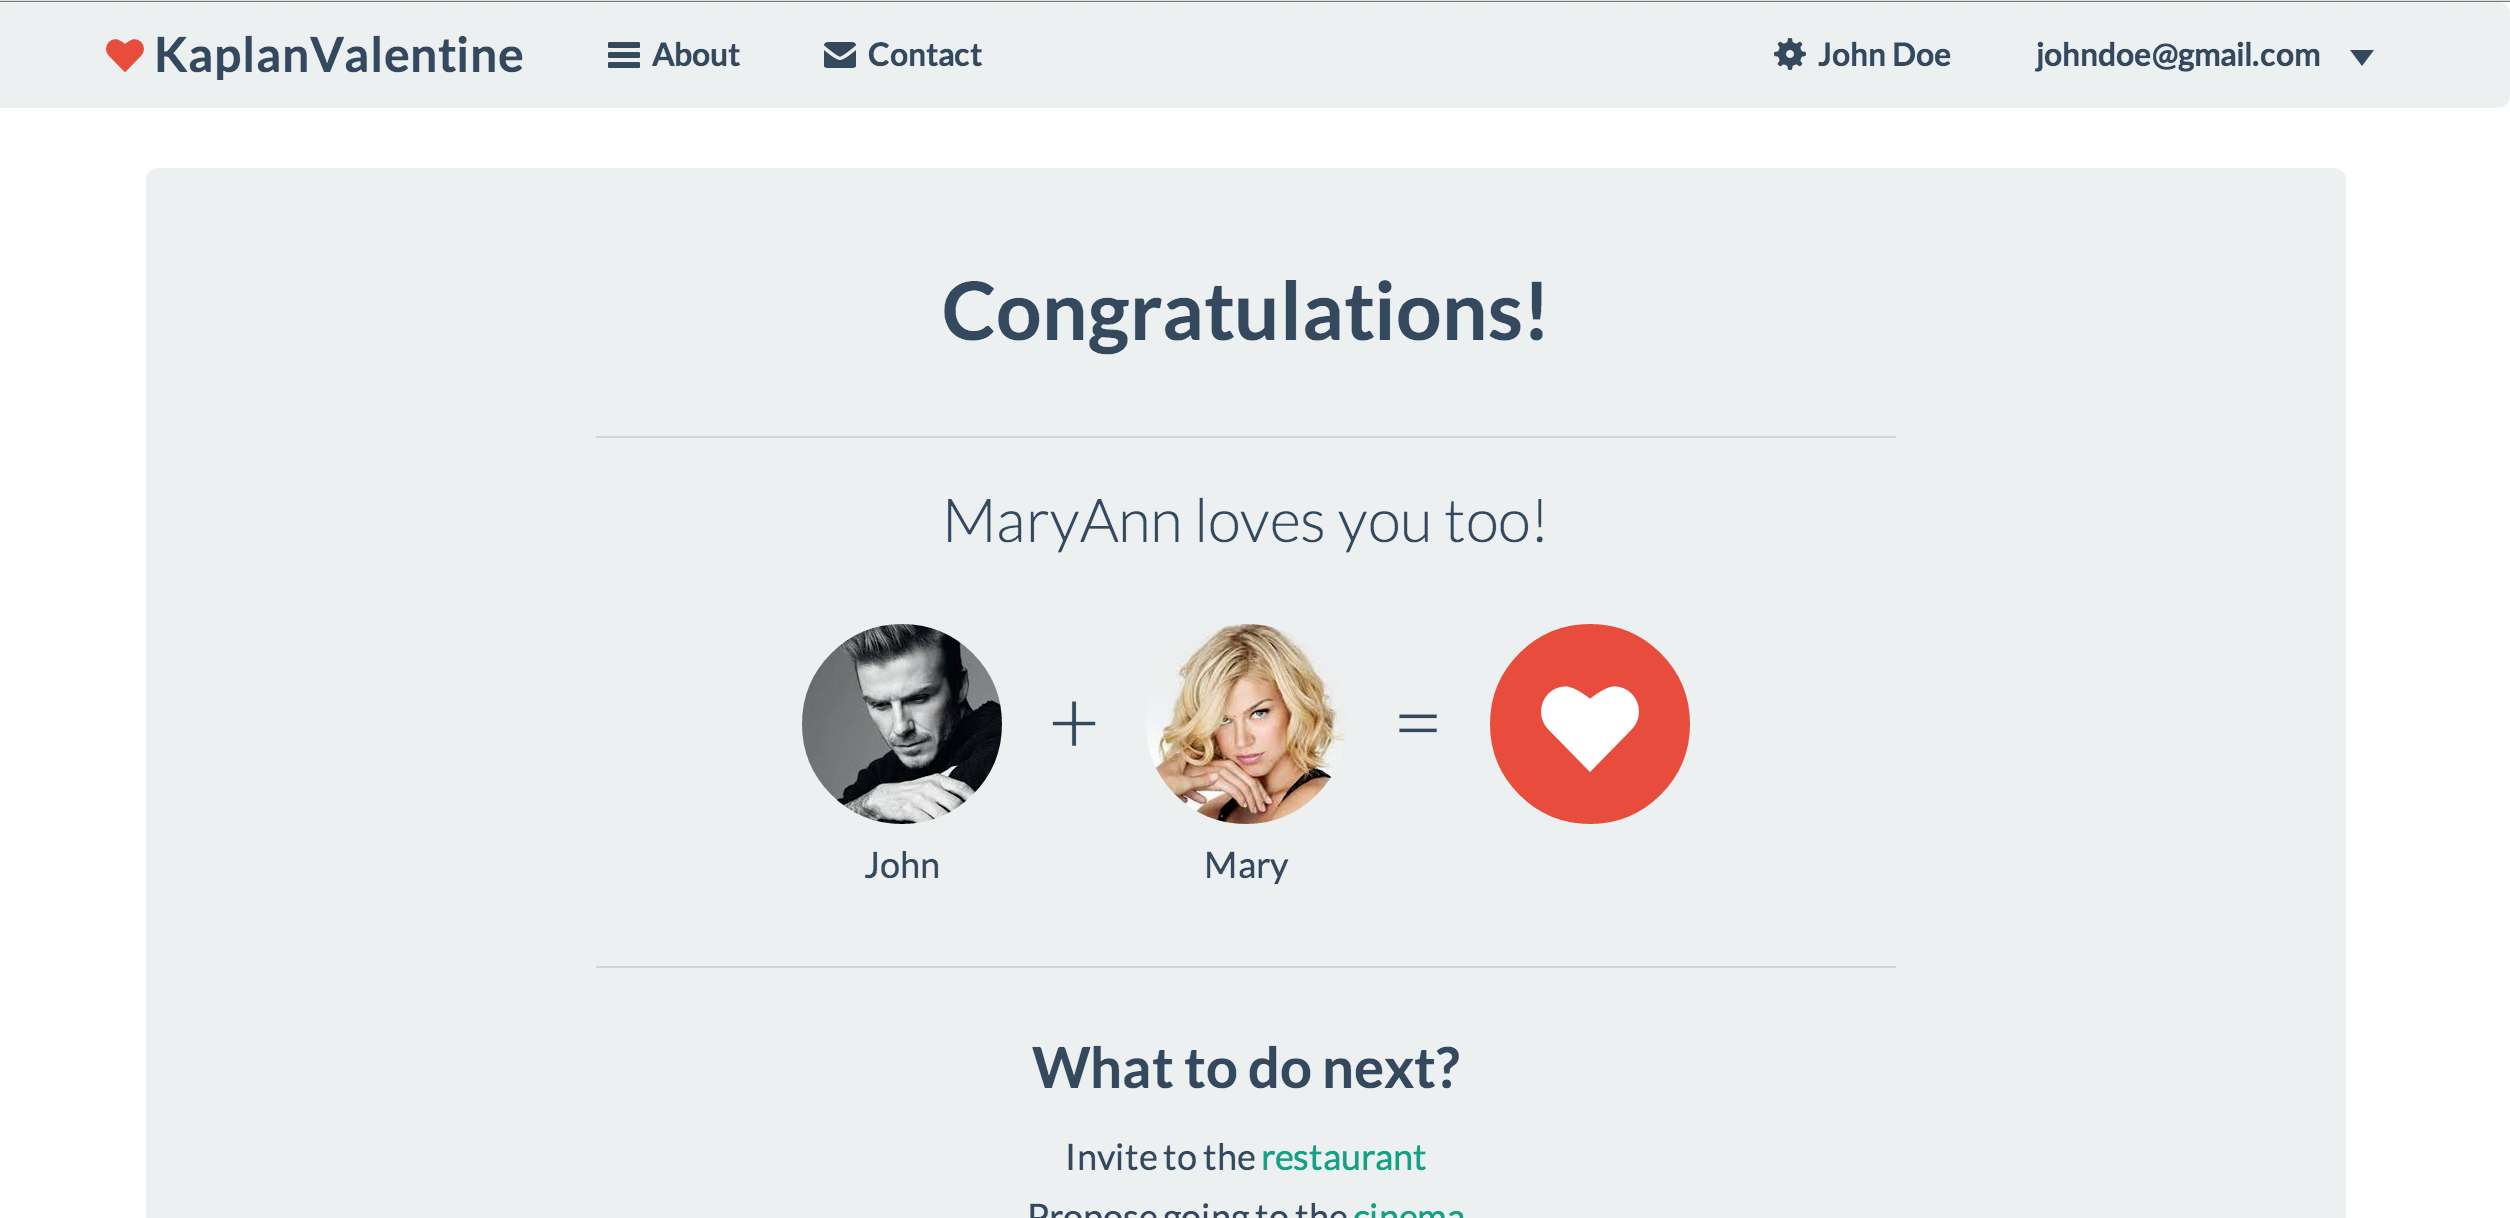 KaplanValentine About Contact John Doe johndoe@gmail.com
Congratulations!
MaryAnn loves you too!
+ =
John Mary
What to do next?
Invite to the restaurant
Propose going to the cinema